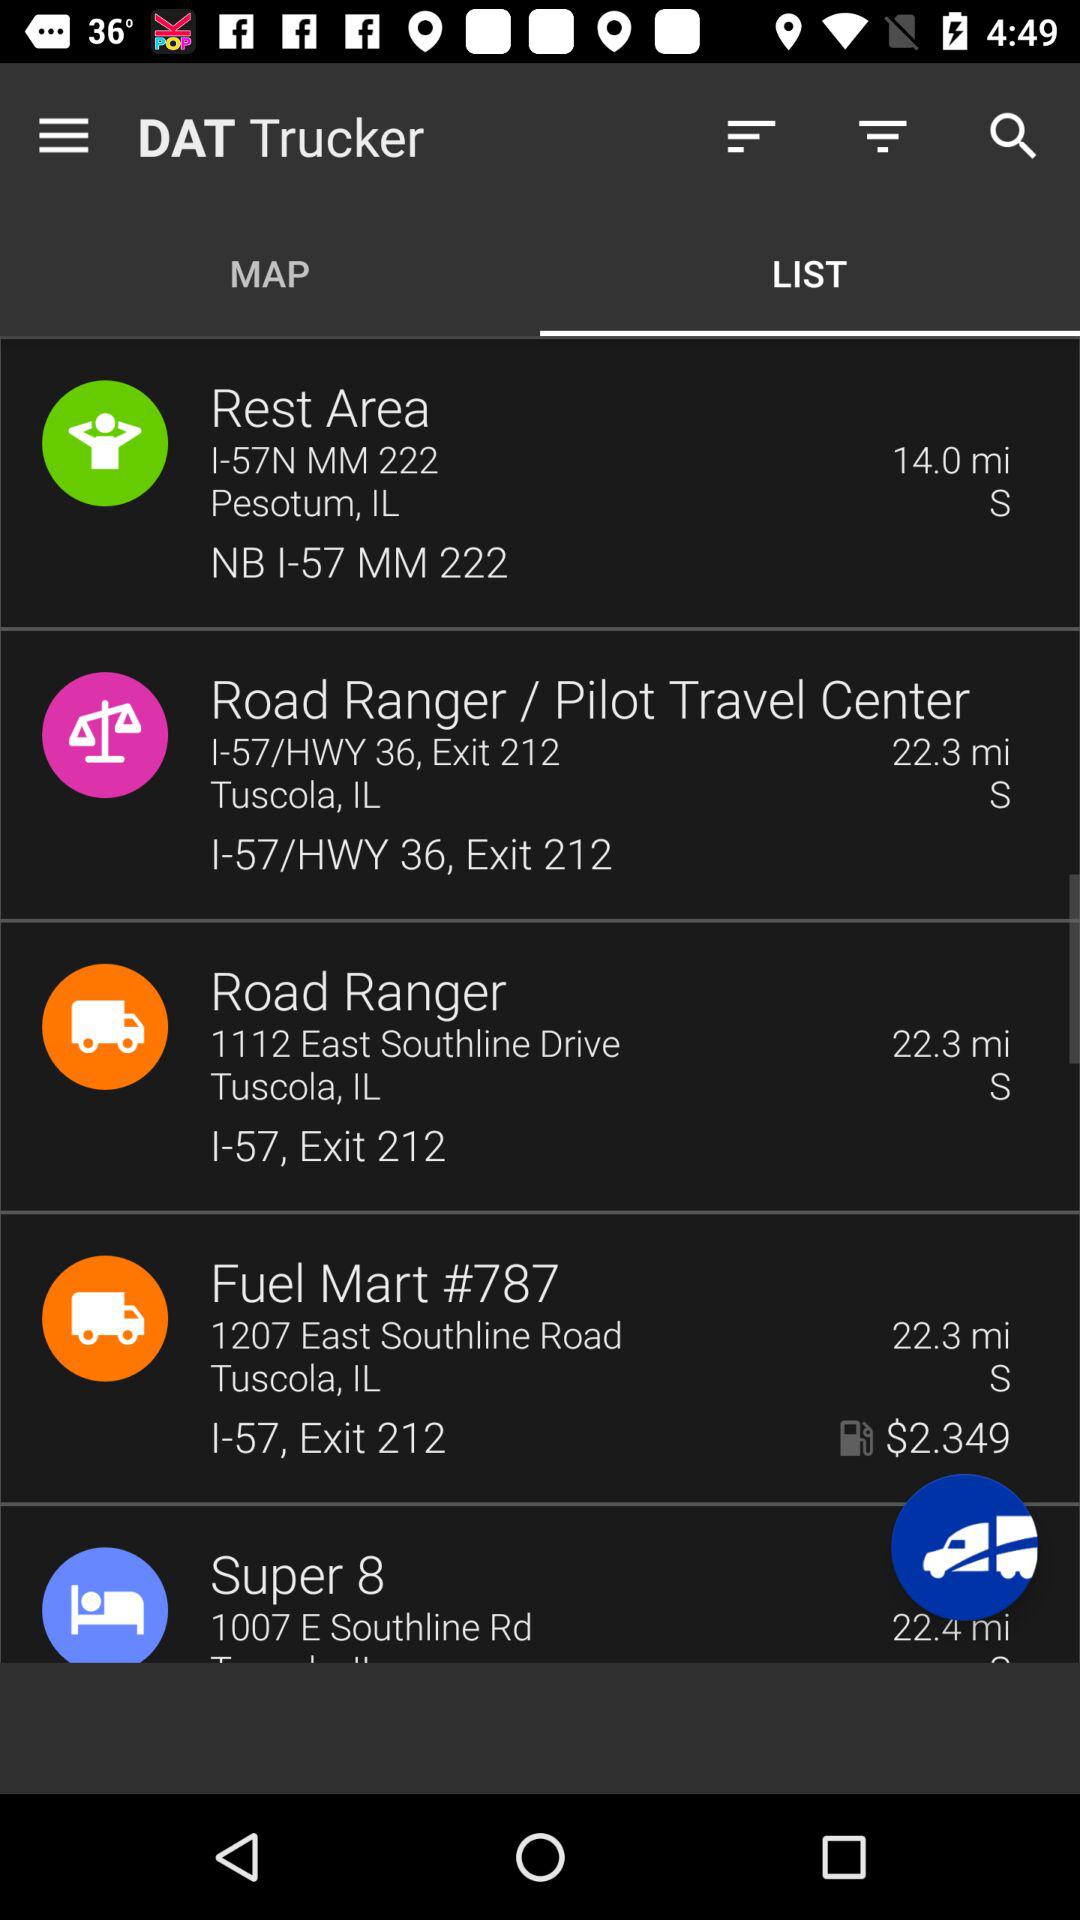 36° POP 4:49
DAT Trucker
MAP LIST
Rest Area
I-57N MM 222 14.0 mi
Pesotum, IL S
NB I-57 MM 222
Road Ranger / Pilot Travel Center
I-57/HWY 36, Exit 212 22.3 mi
Tuscola, IL S
I-57/HWY 36, Exit 212
Road Ranger
1112 East Southline Drive 22.3 mi
Tuscola, IL S
I-57, Exit 212
Fuel Mart #787
1207 East Southline Road 22.3 mi
Tuscola, IL S
I-57, Exit 212 $2.349
Super 8
1007 E Southline Rd 22.4 mi